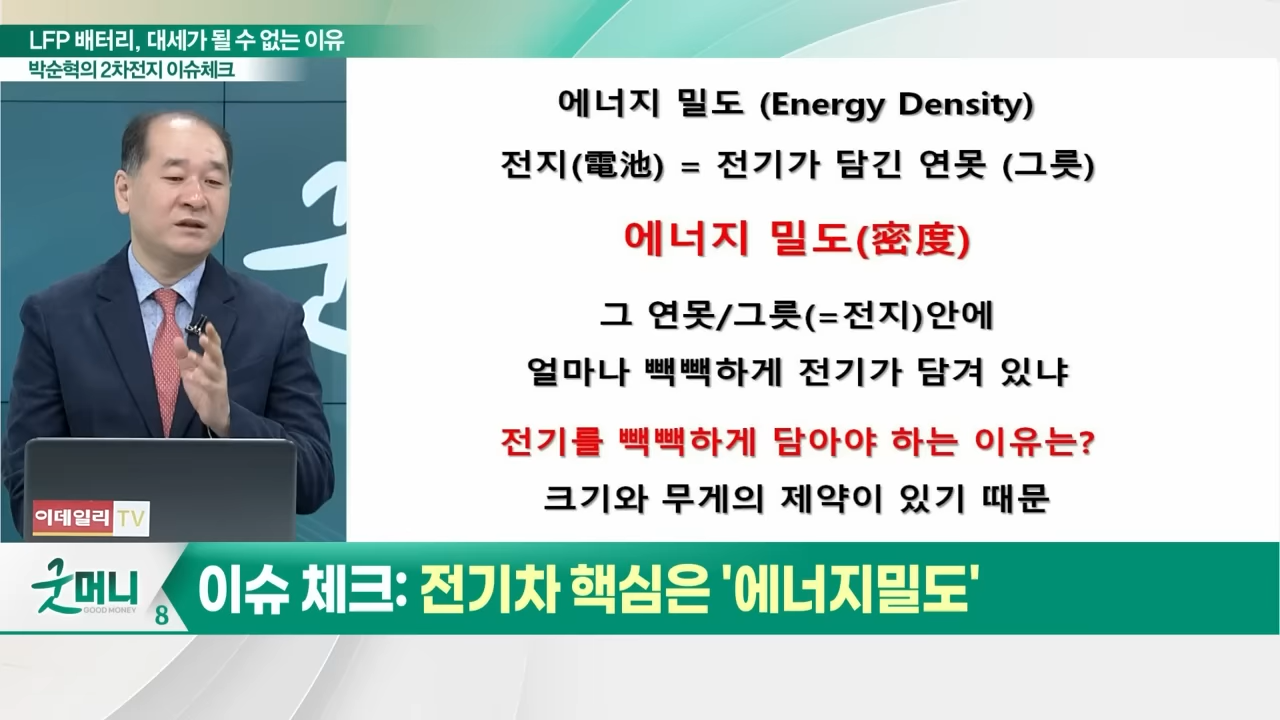 LFP 배터리, 대세가 될 수 없는 이유
박순혁의 2차전지 이슈체크
에너지 밀도 (Energy Density)
전지(電池) = 전기가 담긴 연못 (그릇)
에너지 밀도(密度)
그 연못/그릇(=전지)안에
얼마나 빽빽하게 전기가 담겨 있냐
전기를 빽빽하게 담아야 하는 이유는?
크기와 무게의 제약이 있기 때문
이데일리 TV
굿머니
GOOD MONEY
8
이슈 체크: 전기차 핵심은 '에너지밀도'